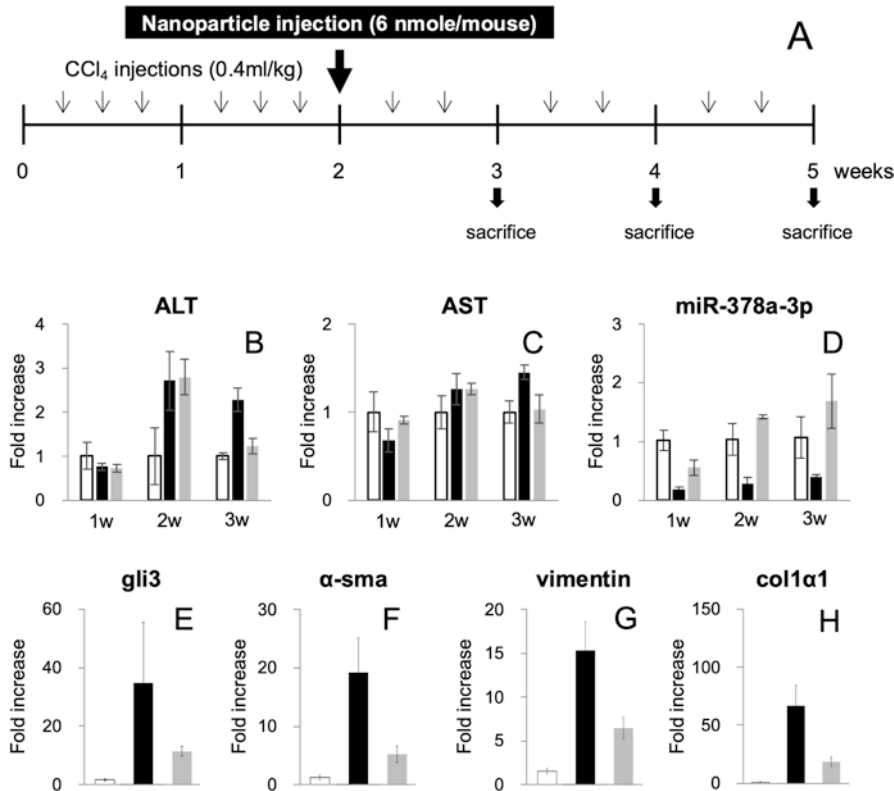 Nanoparticle injection (6 nmole/mouse)
A
CCl₄ injections (0.4ml/kg)
0 1 2 3 4 5 weeks
sacrifice sacrifice sacrifice
ALT AST miR-378a-3p
B C D
Fold increase Fold increase Fold increase
4 2 3
3
2 1 2
1 1
0 0 0
1w 2w 3w 1w 2w 3w 1w 2w 3w
gli3 α-sma vimentin col1α1
E F G H
Fold increase Fold increase Fold increase Fold increase
60 30 20 150
40 20 15 100
20 10 10 50
5
0 0 0 0